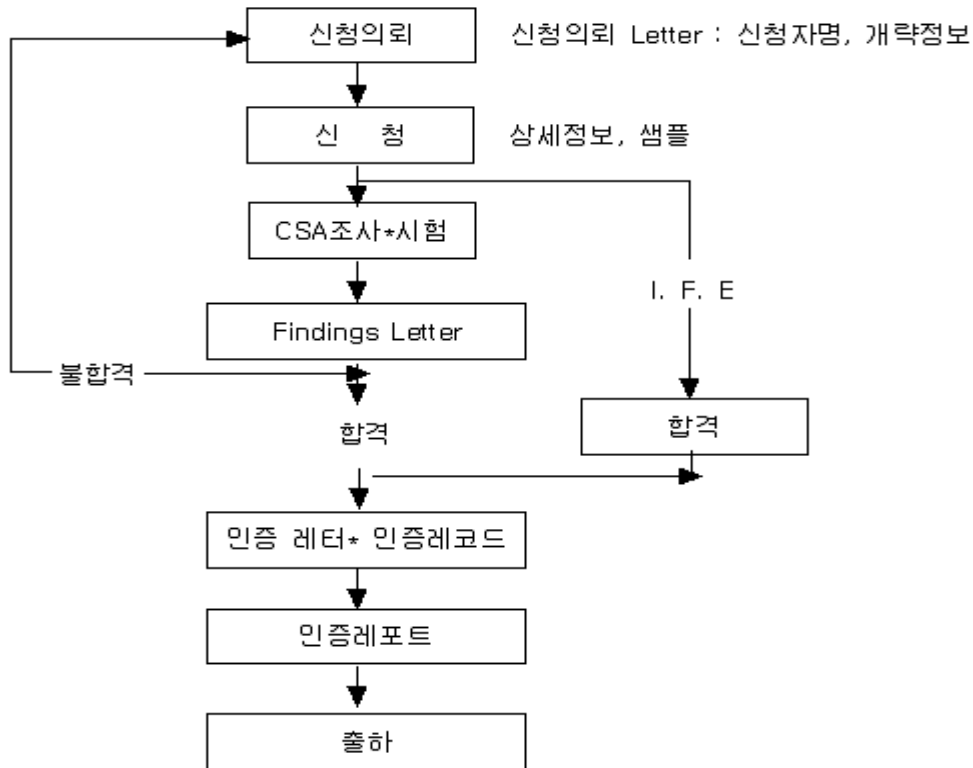 신청의뢰 신청의뢰 Letter : 신청자명, 개략정보
신 청 상세정보, 샘플
CSA조사*시험
I. F. E
Findings Letter
불합격
합격
합격
인증 레터* 인증레코드
인증레포트
출하